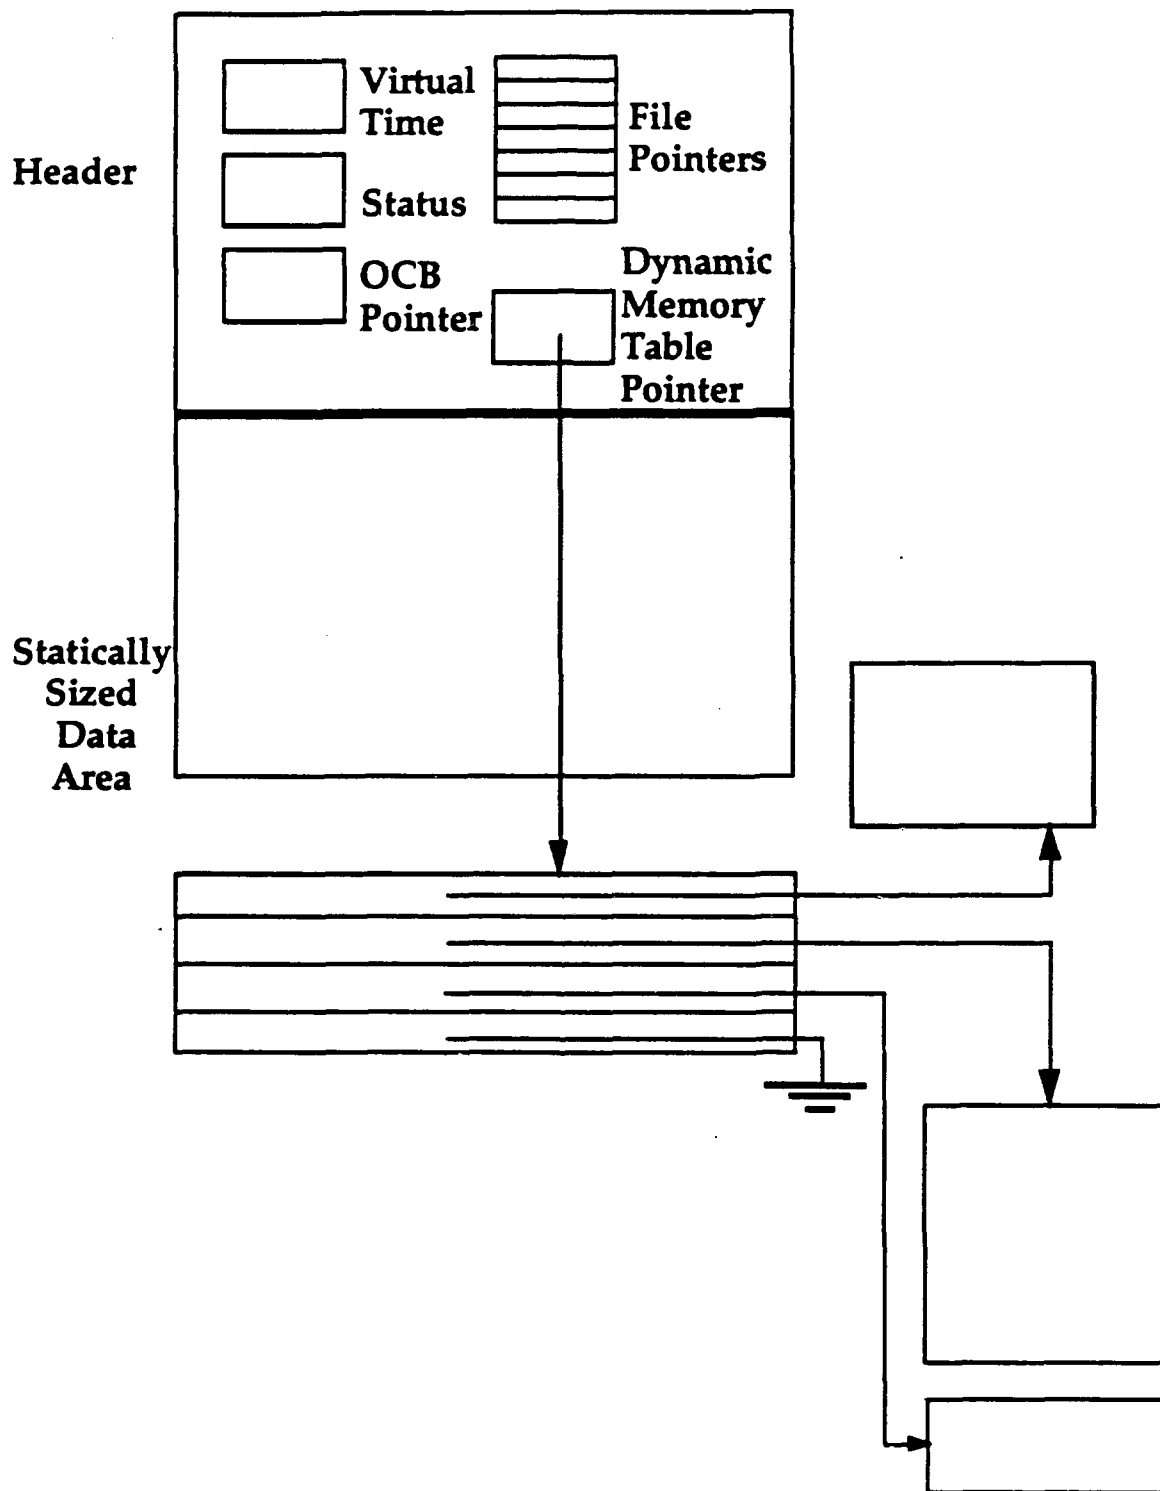 Header
Virtual
Time
Status
OCB
Pointer
File
Pointers
Dynamic
Memory
Table
Pointer
Statically
Sized
Data
Area